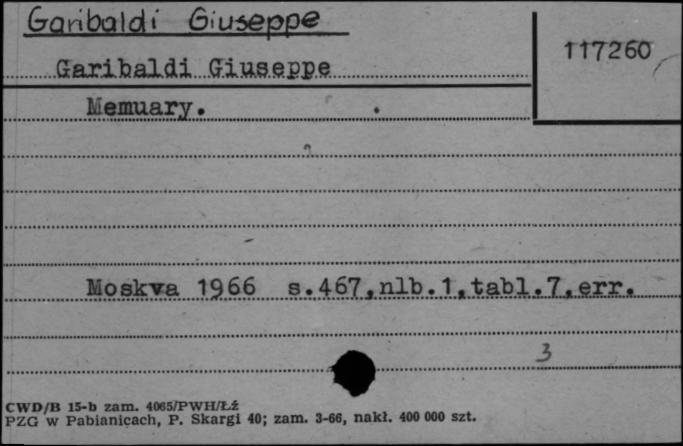 Garibaldi Giuseppe
117260
Garibaldi Giuseppe
Memuary.
Moskva 1966 s.467,nlb.1,tabl.7,err.
3
CWD/B 15-b zam. 4065/PWH/Łź
PZG w Pabianicach, P. Skargi 40; zam. 3-66, nakł. 400 000 szt.